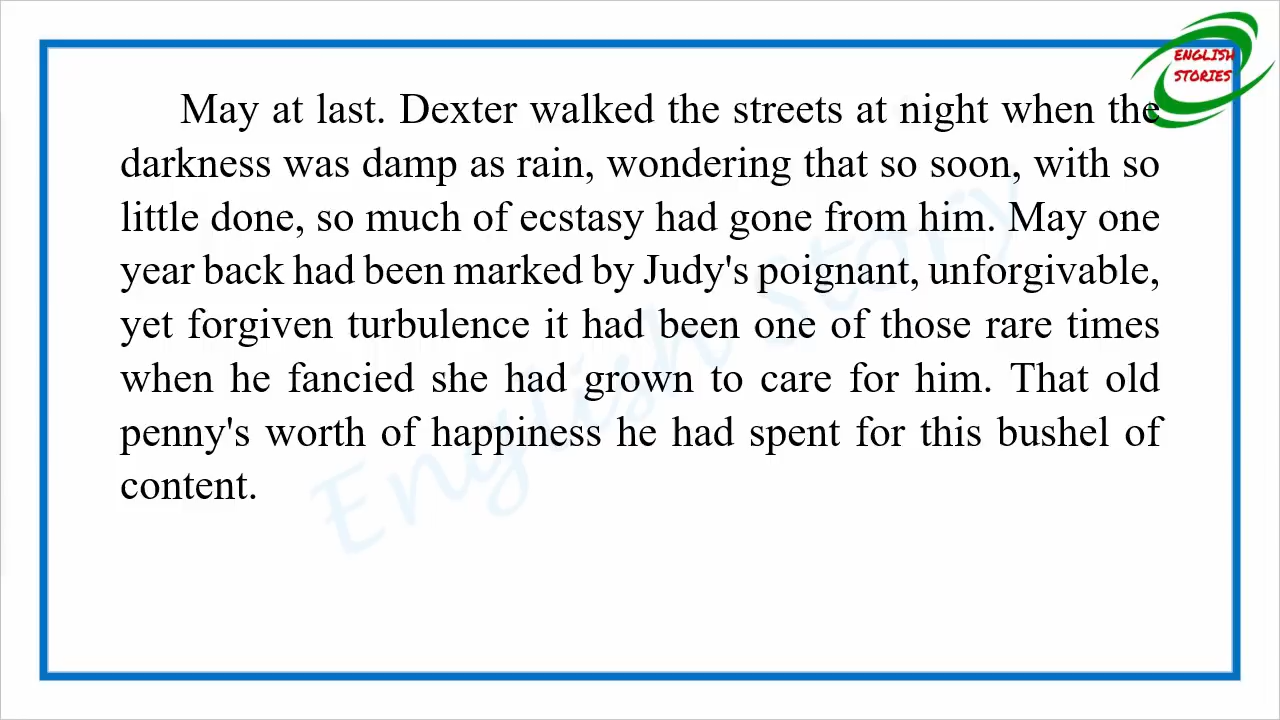 ENGLISH
STORIES
May at last. Dexter walked the streets at night when the
darkness was damp as rain, wondering that so soon, with so
little done, so much of ecstasy had gone from him. May one
year back had been marked by Judy's poignant, unforgivable,
yet forgiven turbulence it had been one of those rare times
when he fancied she had grown to care for him. That old
penny's worth of happiness he had spent for this bushel of
content.
English Story